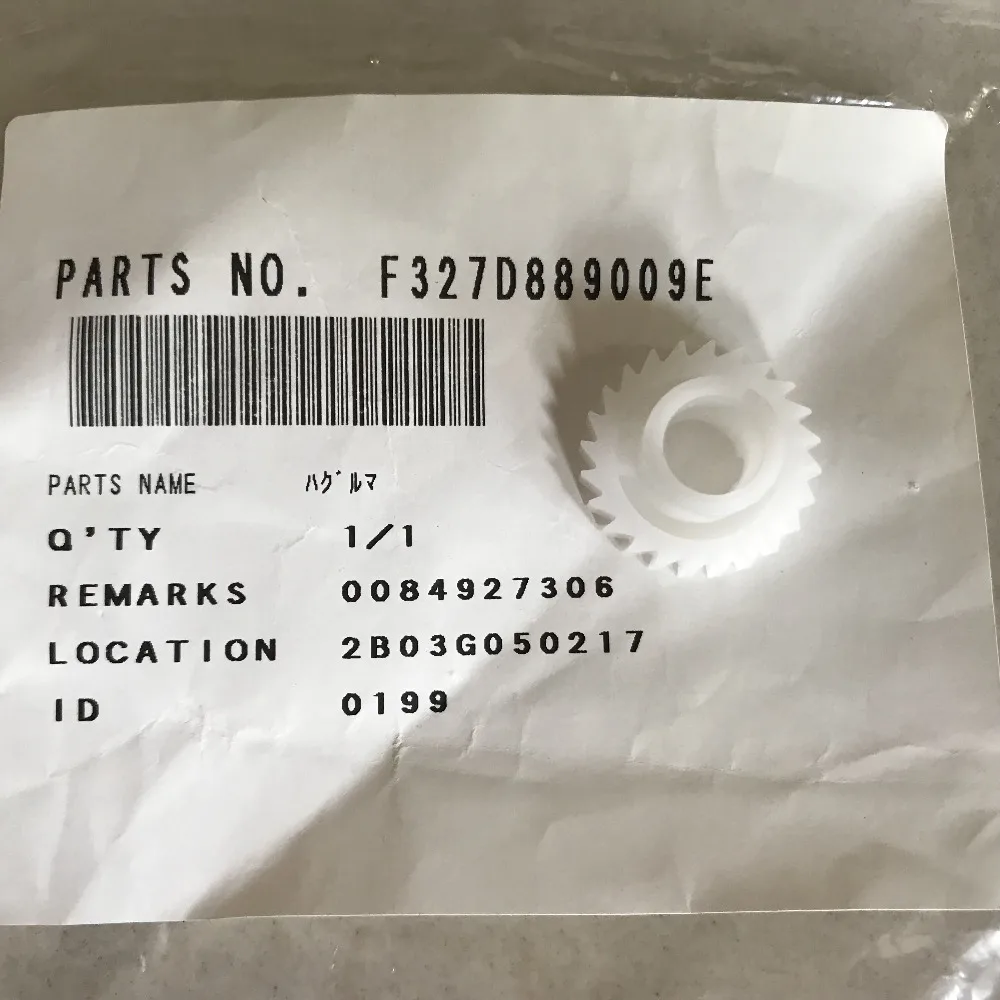 PARTS NO. F327D889009E
PARTS NAME ﾊｸﾞﾙﾏ
Q'TY 1/1
REMARKS 0084927306
LOCATION 2B03G050217
ID 0199